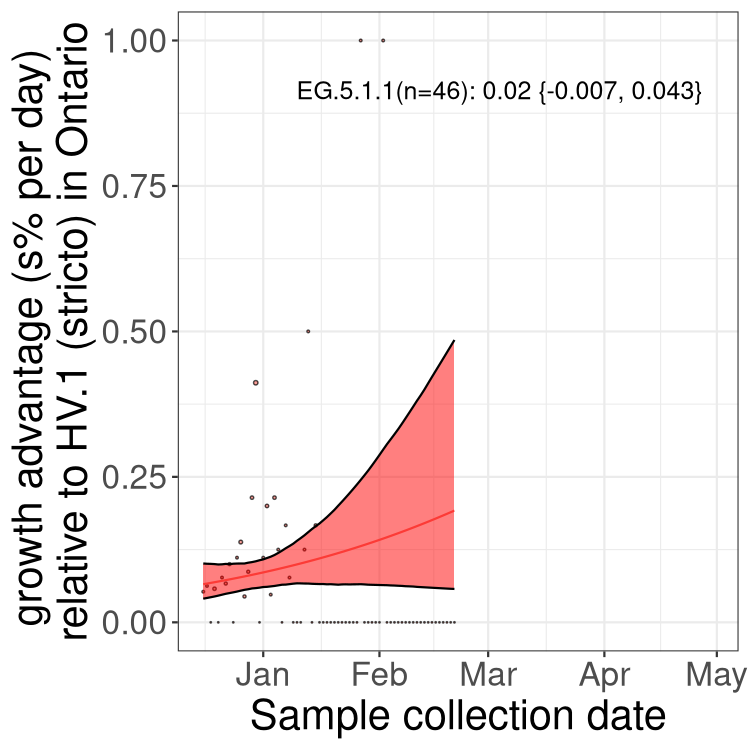 growth advantage (s% per day)
relative to HV.1 (stricto) in Ontario
1.00
0.75
0.50
0.25
0.00
EG.5.1.1(n=46): 0.02 {-0.007, 0.043}
Jan Feb Mar Apr May
Sample collection date